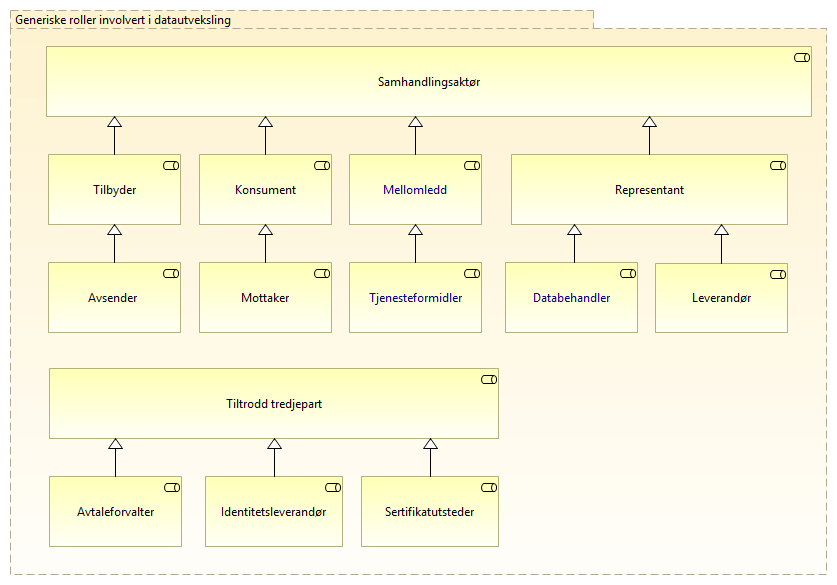 Generiske roller involvert i datautveksling
Samhandlingsaktør
Tilbyder
Konsument
Mellomledd
Representant
Avsender
Mottaker
Tjenesteformidler
Databehandler
Leverandør
Tiltrodd tredjepart
Avtaleforvalter
Identitetsleverandør
Sertifikatutsteder